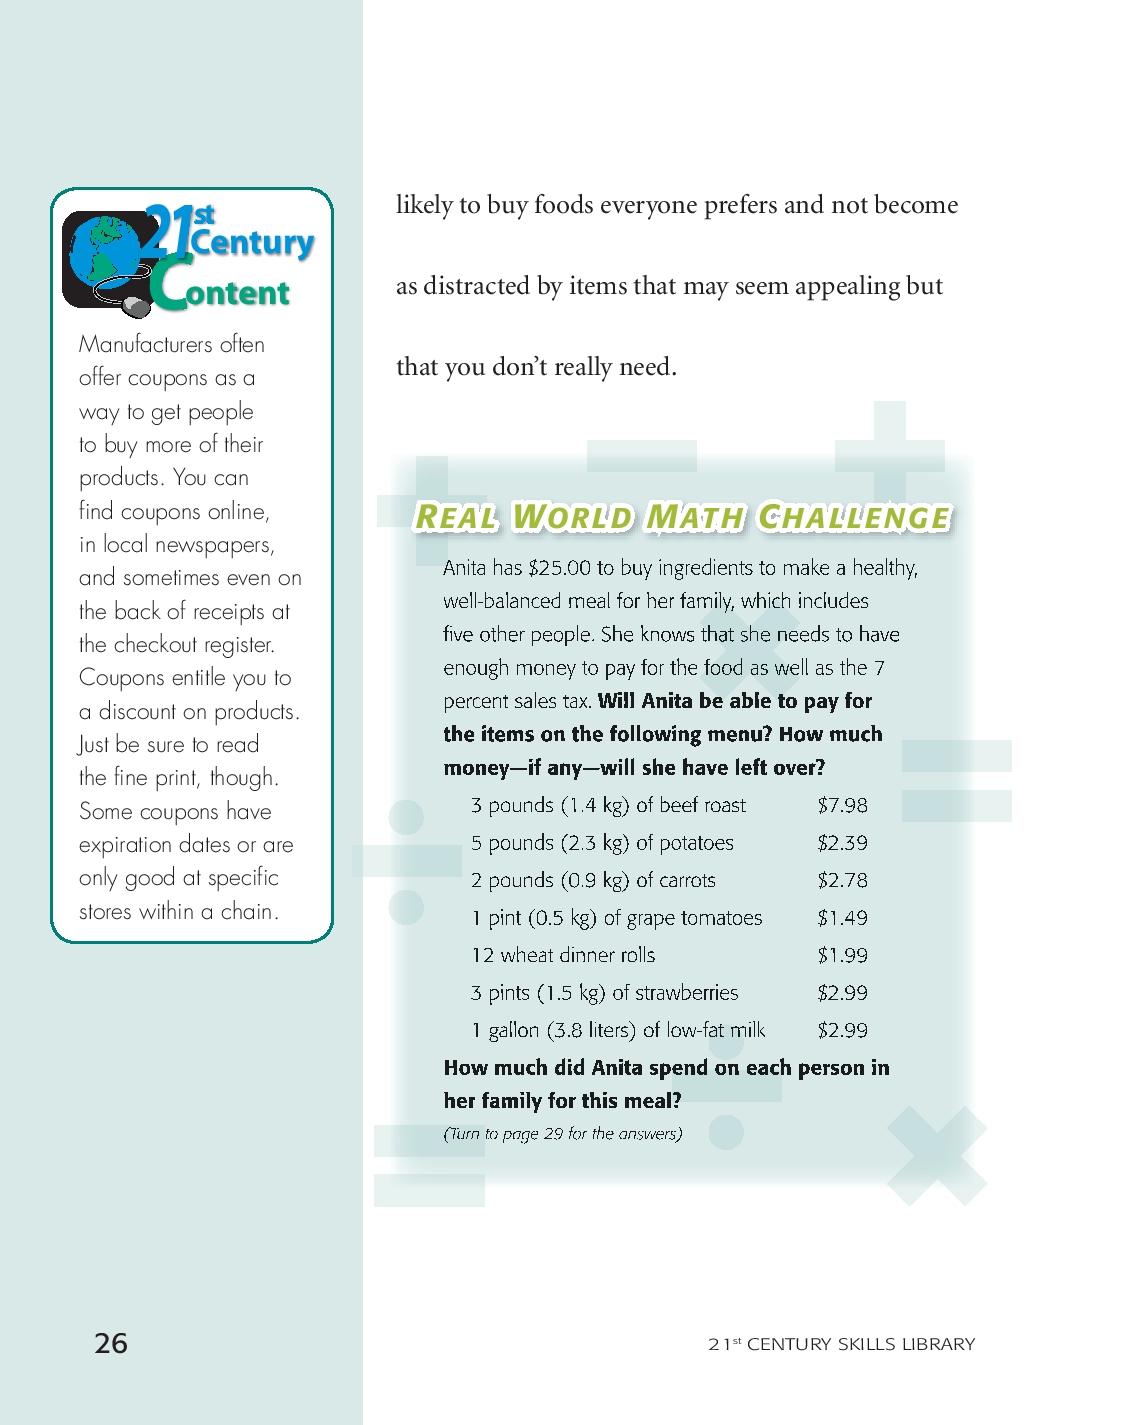 21st
Century
Content
Manufacturers often
offer coupons as a
way to get people
to buy more of their
products. You can
find coupons online,
in local newspapers,
and sometimes even on
the back of receipts at
the checkout register.
Coupons entitle you to
a discount on products.
Just be sure to read
the fine print, though.
Some coupons have
expiration dates or are
only good at specific
stores within a chain.
likely to buy foods everyone prefers and not become
as distracted by items that may seem appealing but
that you don’t really need.
REAL WORLD MATH CHALLENGE
Anita has $25.00 to buy ingredients to make a healthy,
well-balanced meal for her family, which includes
five other people. She knows that she needs to have
enough money to pay for the food as well as the 7
percent sales tax. Will Anita be able to pay for
the items on the following menu? How much
money—if any—will she have left over?
3 pounds (1.4 kg) of beef roast $7.98
5 pounds (2.3 kg) of potatoes $2.39
2 pounds (0.9 kg) of carrots $2.78
1 pint (0.5 kg) of grape tomatoes $1.49
12 wheat dinner rolls $1.99
3 pints (1.5 kg) of strawberries $2.99
1 gallon (3.8 liters) of low-fat milk $2.99
How much did Anita spend on each person in
her family for this meal?
(Turn to page 29 for the answers)
26
21st CENTURY SKILLS LIBRARY